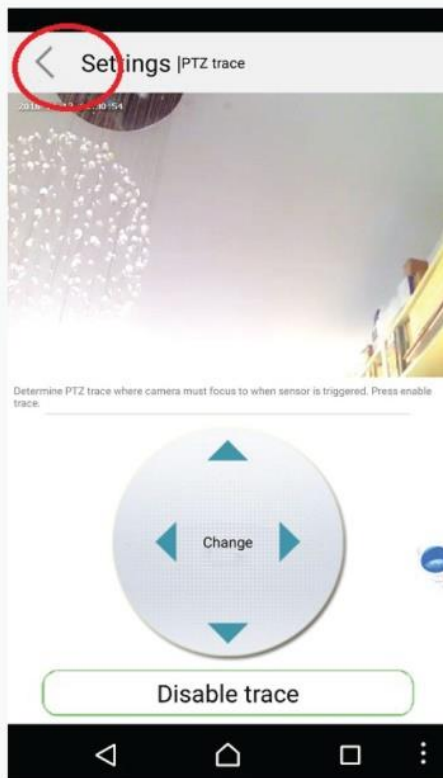 Settings |PTZ trace
Determine PTZ trace where camera must focus to when sensor is triggered. Press enable
trace.
Change
Disable trace